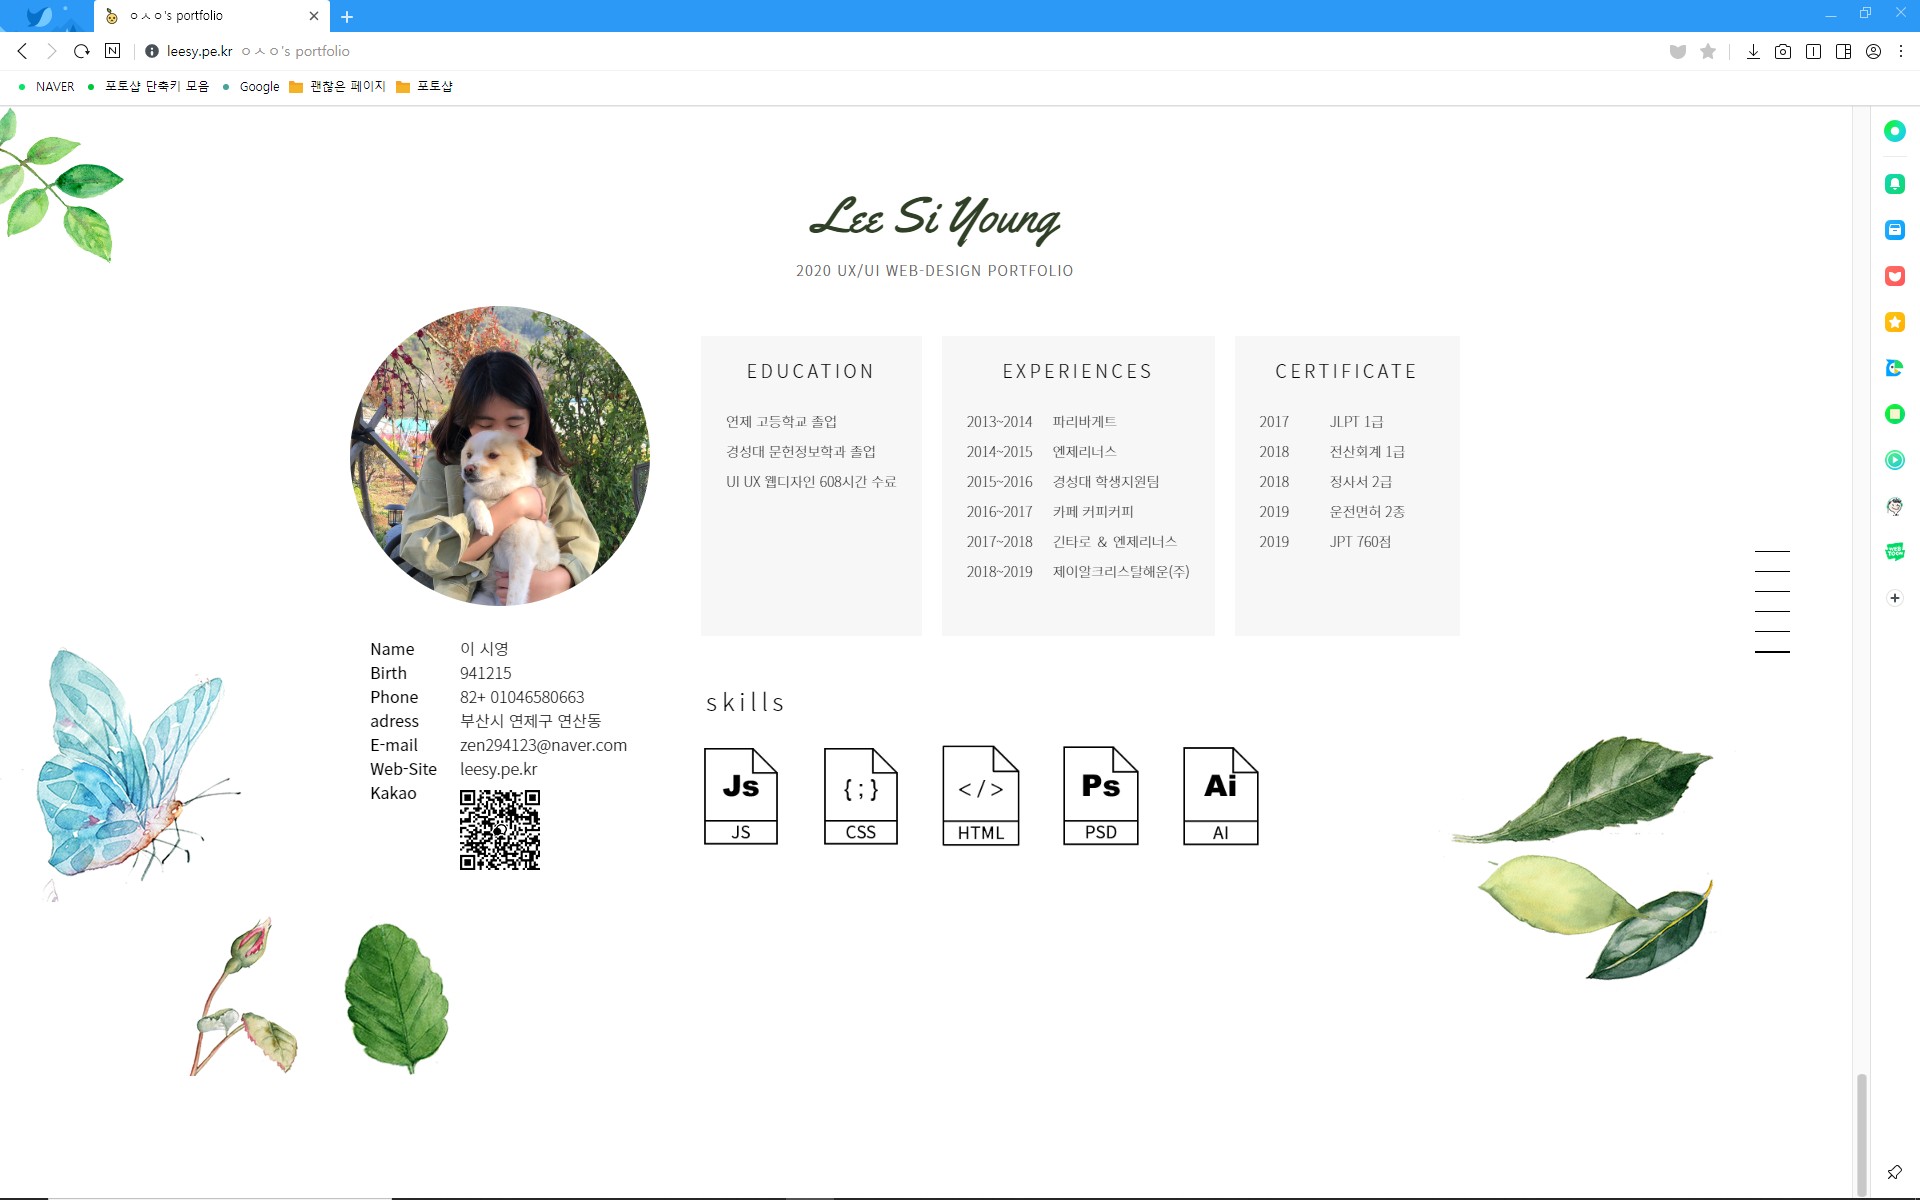 ㅇㅅㅇ's portfolio
leesy.pe.kr ㅇㅅㅇ's portfolio
NAVER 포토샵 단축키 모음 Google 괜찮은 페이지 포토샵
Lee Si Young
2020 UX/UI WEB-DESIGN PORTFOLIO
EDUCATION
연제 고등학교 졸업
경성대 문헌정보학과 졸업
UI UX 웹디자인 608시간 수료
EXPERIENCES
2013~2014 파리바게트
2014~2015 엔제리너스
2015~2016 경성대 학생지원팀
2016~2017 카페 커피커피
2017~2018 긴타로 & 엔제리너스
2018~2019 제이알크리스탈해운(주)
CERTIFICATE
2017 JLPT 1급
2018 전산회계 1급
2018 정사서 2급
2019 운전면허 2종
2019 JPT 760점
Name 이 시영
Birth 941215
Phone 82+ 01046580663
adress 부산시 연제구 연산동
E-mail zen294123@naver.com
Web-Site leesy.pe.kr
Kakao
skills
Js {;} </> Ps Ai
JS CSS HTML PSD AI
WEB
TOON